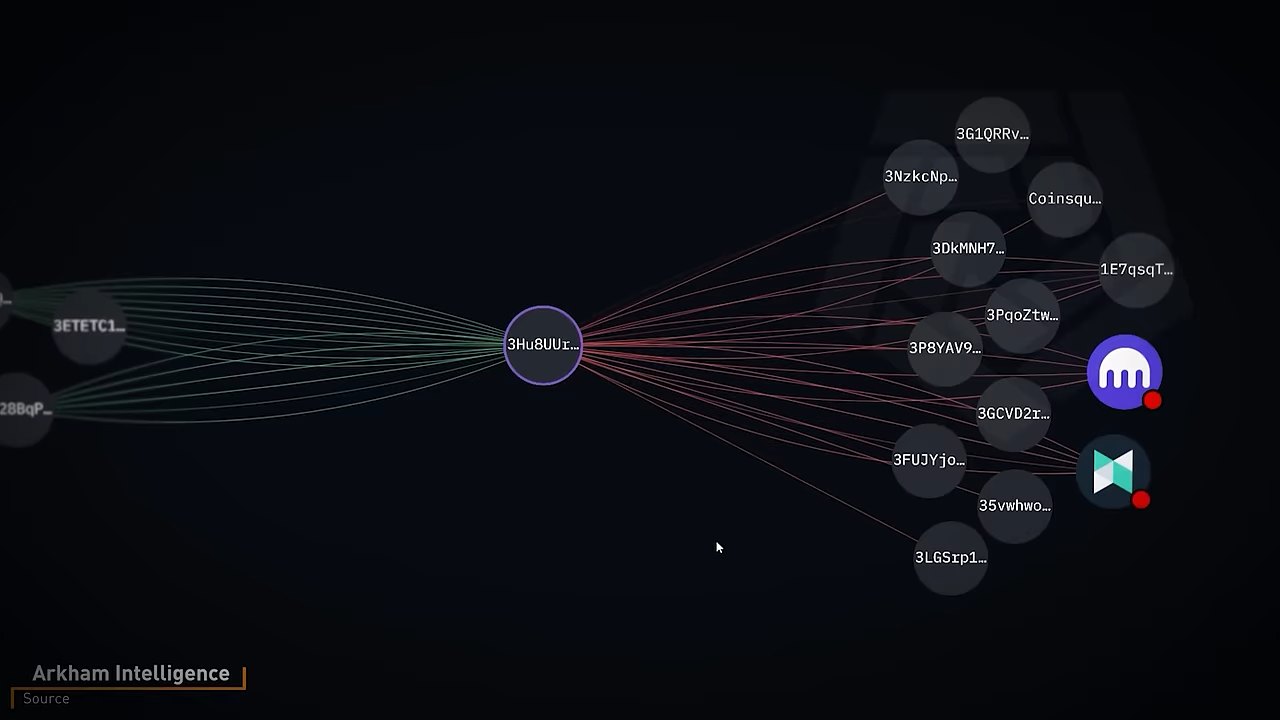 3G1QRRv…
3NzkcNp…
Coinsqu…
3DkMNH7…
1E7qsqT…
3PqoZtw…
3ETETC1…
3Hu8UUr…
3P8YAV9…
28BqP…
3GCVD2r…
3FUJYjo…
35vwhwo…
3LGSrp1…
Arkham Intelligence
Source